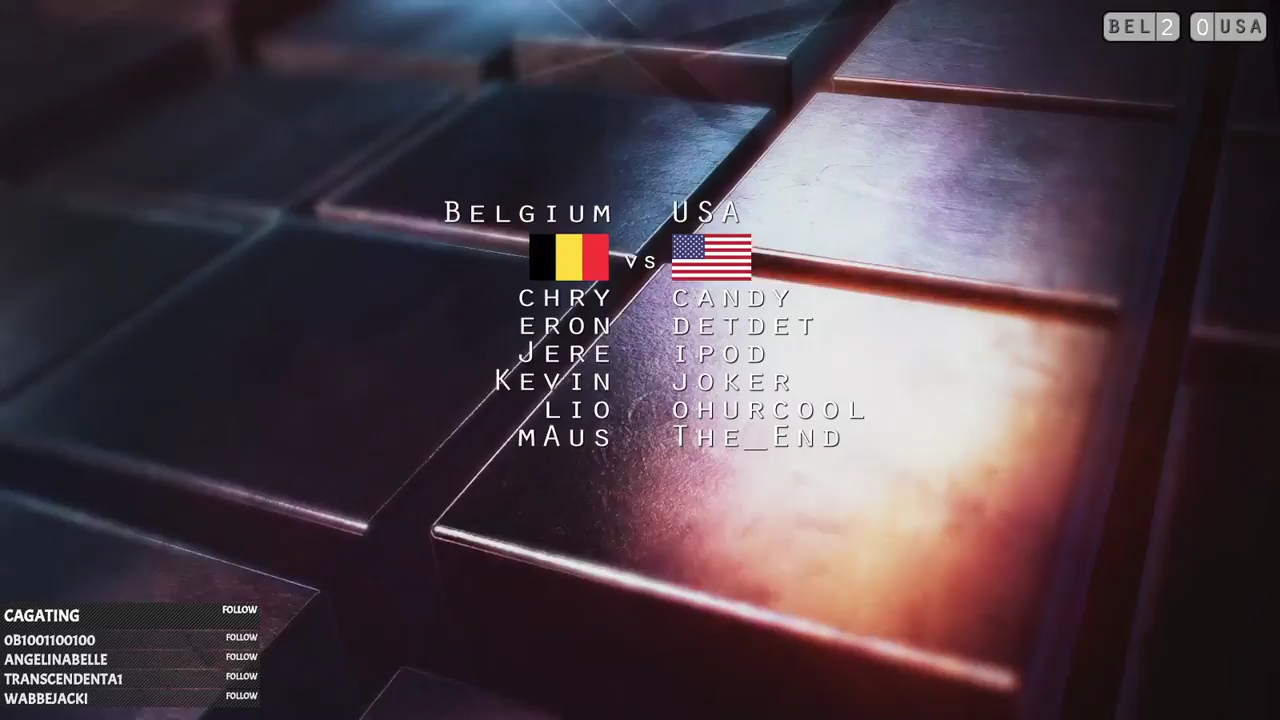 BEL 2 0 USA
Belgium USA
vs
CHRY CANDY
ERON DETDET
Jere IPOD
Kevin JOKER
LIO OHURCOOL
mAus The_End
CAGATING FOLLOW
0B1001100100 FOLLOW
ANGELINABELLE FOLLOW
TRANSCENDENTA1 FOLLOW
WABBEJACKI FOLLOW